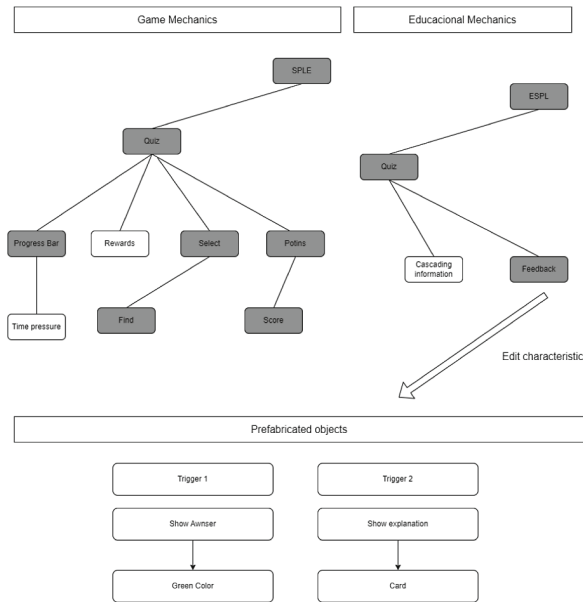 Game Mechanics
Educacional Mechanics
SPLE
ESPL
Quiz
Quiz
Progress Bar
Rewards
Select
Potins
Cascading
information
Feedback
Time pressure
Find
Score
Edit characteristic
Prefabricated objects
Trigger 1
Trigger 2
Show Awnser
Show explanation
Green Color
Card